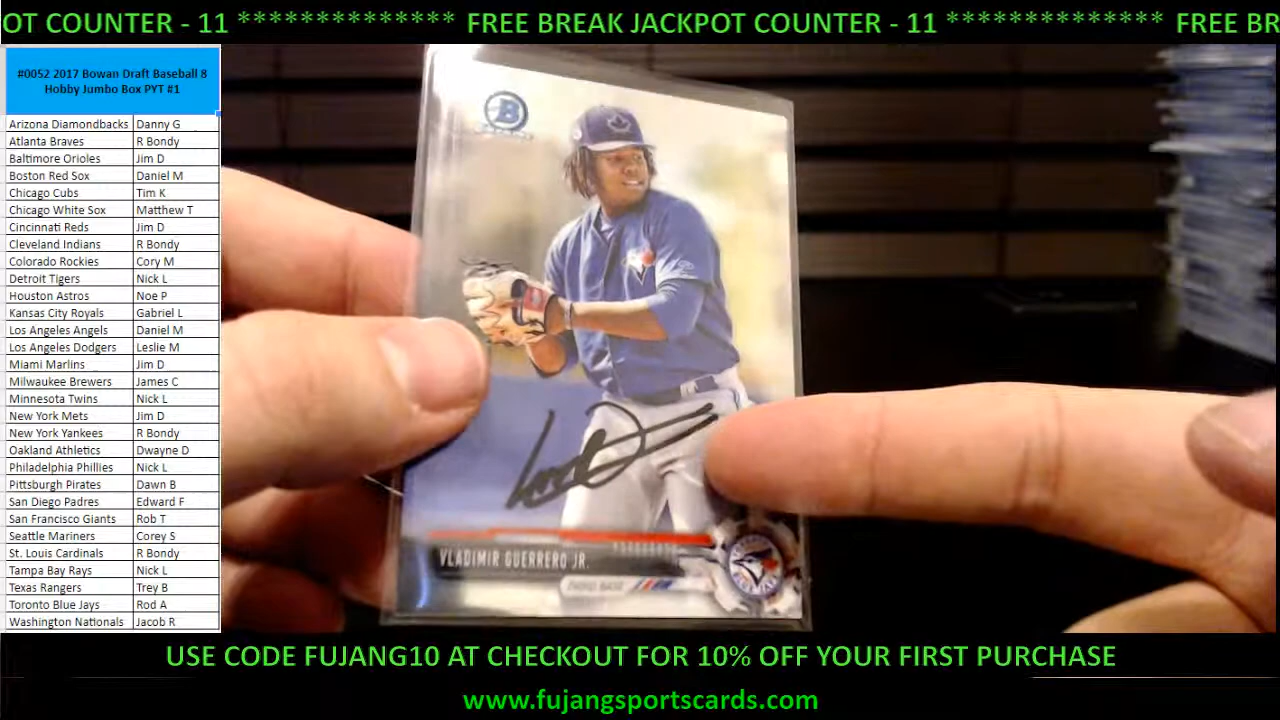 OT COUNTER - 11 ************** FREE BREAK JACKPOT COUNTER - 11 ************** FREE BR
#0052 2017 Bowan Draft Baseball 8
Hobby Jumbo Box PYT #1
Arizona Diamondbacks Danny G
Atlanta Braves R Bondy
Baltimore Orioles Jim D
Boston Red Sox Daniel M
Chicago Cubs Tim K
Chicago White Sox Matthew T
Cincinnati Reds Jim D
Cleveland Indians R Bondy
Colorado Rockies Cory M
Detroit Tigers Nick L
Houston Astros Noe P
Kansas City Royals Gabriel L
Los Angeles Angels Daniel M
Los Angeles Dodgers Leslie M
Miami Marlins Jim D
Milwaukee Brewers James C
Minnesota Twins Nick L
New York Mets Jim D
New York Yankees R Bondy
Oakland Athletics Dwayne D
Philadelphia Phillies Nick L
Pittsburgh Pirates Dawn B
San Diego Padres Edward F
San Francisco Giants Rob T
Seattle Mariners Corey S
St. Louis Cardinals R Bondy
Tampa Bay Rays Nick L
Texas Rangers Trey B
Toronto Blue Jays Rod A
Washington Nationals Jacob R
B
VLADIMIR GUERRERO JR.
THIRD BASE
USE CODE FUJANG10 AT CHECKOUT FOR 10% OFF YOUR FIRST PURCHASE
www.fujangsportscards.com